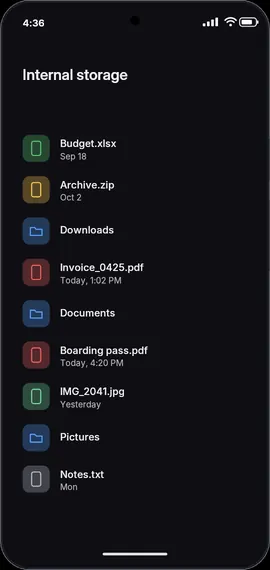 4:36
Internal storage
Budget.xlsx
Sep 18
Archive.zip
Oct 2
Downloads
Invoice_0425.pdf
Today, 1:02 PM
Documents
Boarding pass.pdf
Today, 4:20 PM
IMG_2041.jpg
Yesterday
Pictures
Notes.txt
Mon